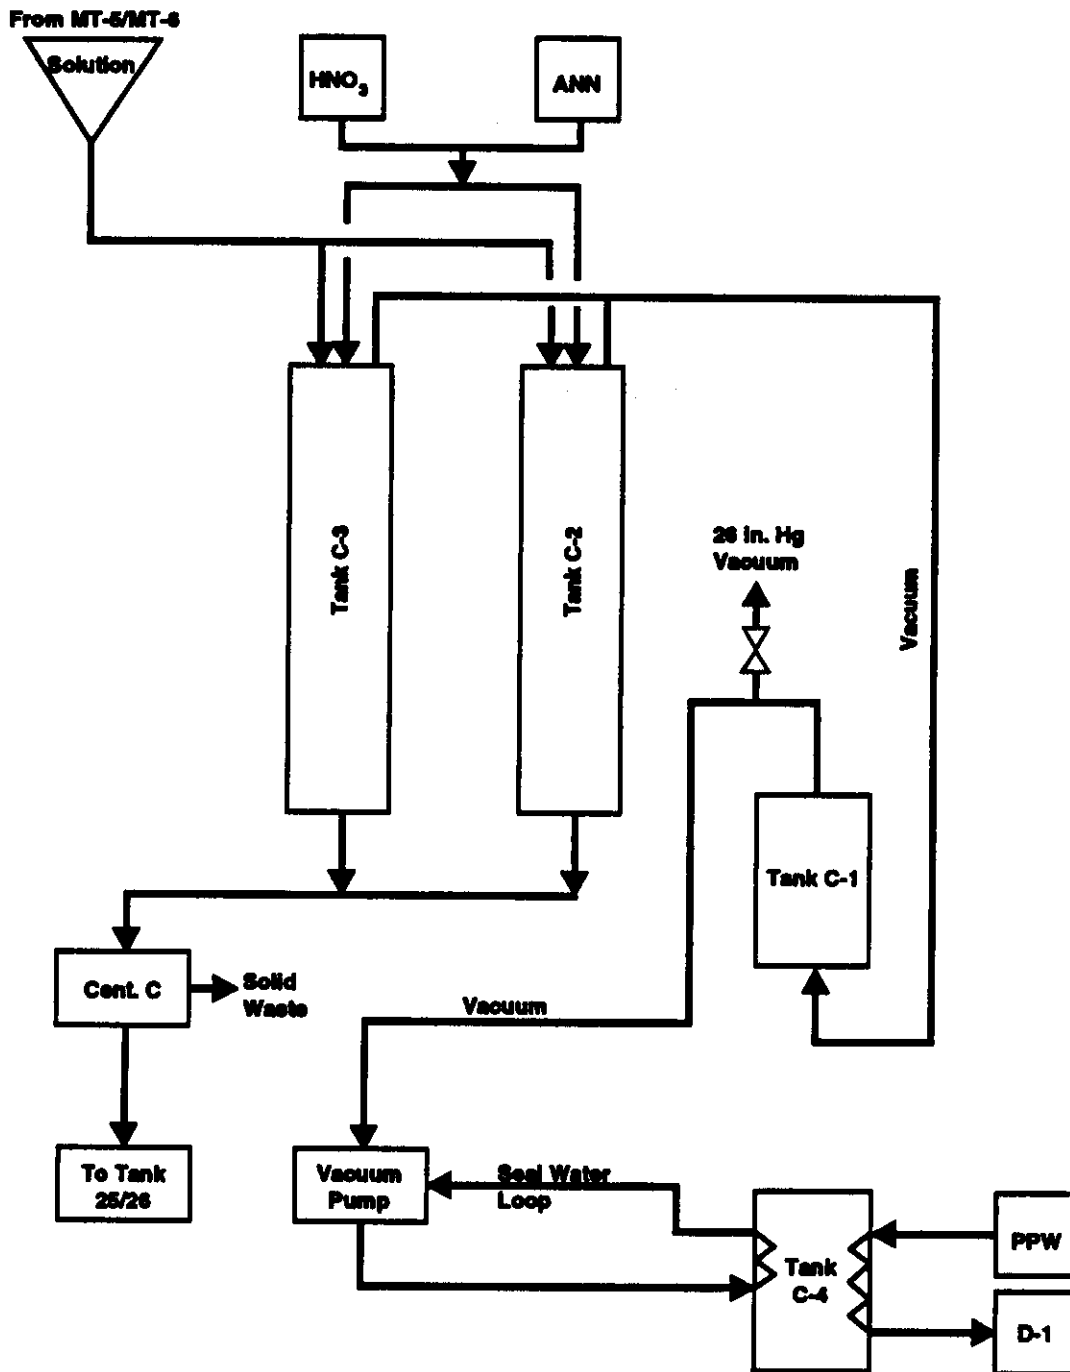 From MT-5/MT-6
Solution
HNO₃
ANN
Tank C-3
Tank C-2
26 in. Hg
Vacuum
Vacuum
Tank C-1
Cent. C
Solid
Waste
Vacuum
To Tank
25/26
Vacuum
Pump
Seal Water
Loop
Tank
C-4
PPW
D-1